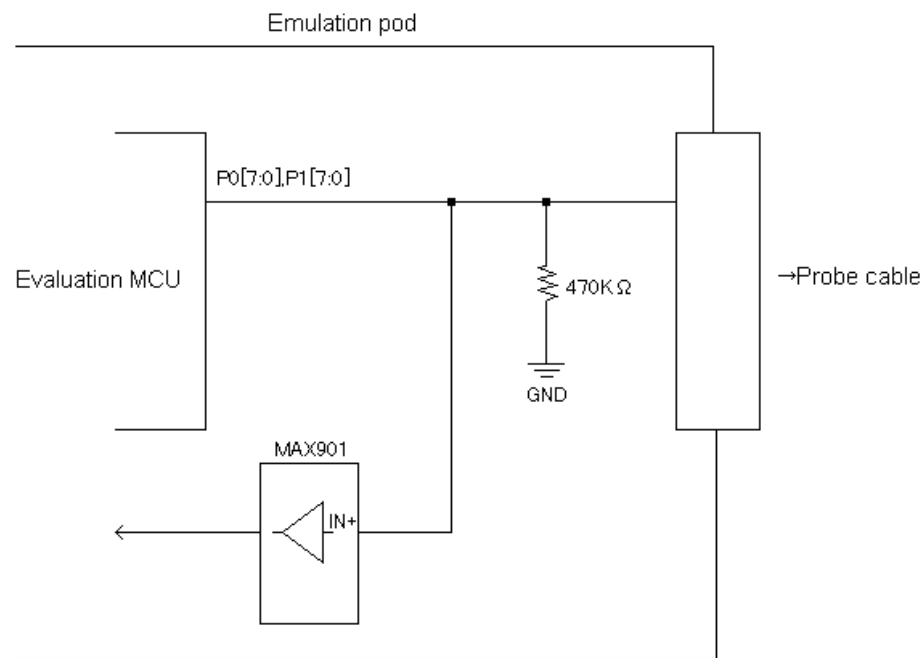 Emulation pod
P0[7:0],P1[7:0]
Evaluation MCU
470KΩ
→Probe cable
GND
MAX901
IN+